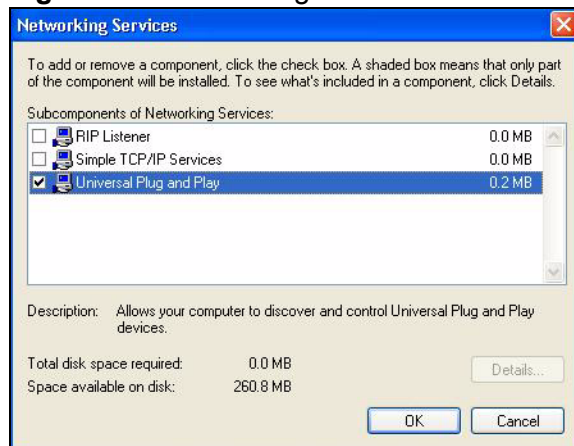 Networking Services
To add or remove a component, click the check box. A shaded box means that only part
of the component will be installed. To see what's included in a component, click Details.
Subcomponents of Networking Services:
RIP Listener 0.0 MB
Simple TCP/IP Services 0.0 MB
Universal Plug and Play 0.2 MB
Description: Allows your computer to discover and control Universal Plug and Play
devices.
Total disk space required: 0.0 MB
Details...
Space available on disk: 260.8 MB
OK Cancel